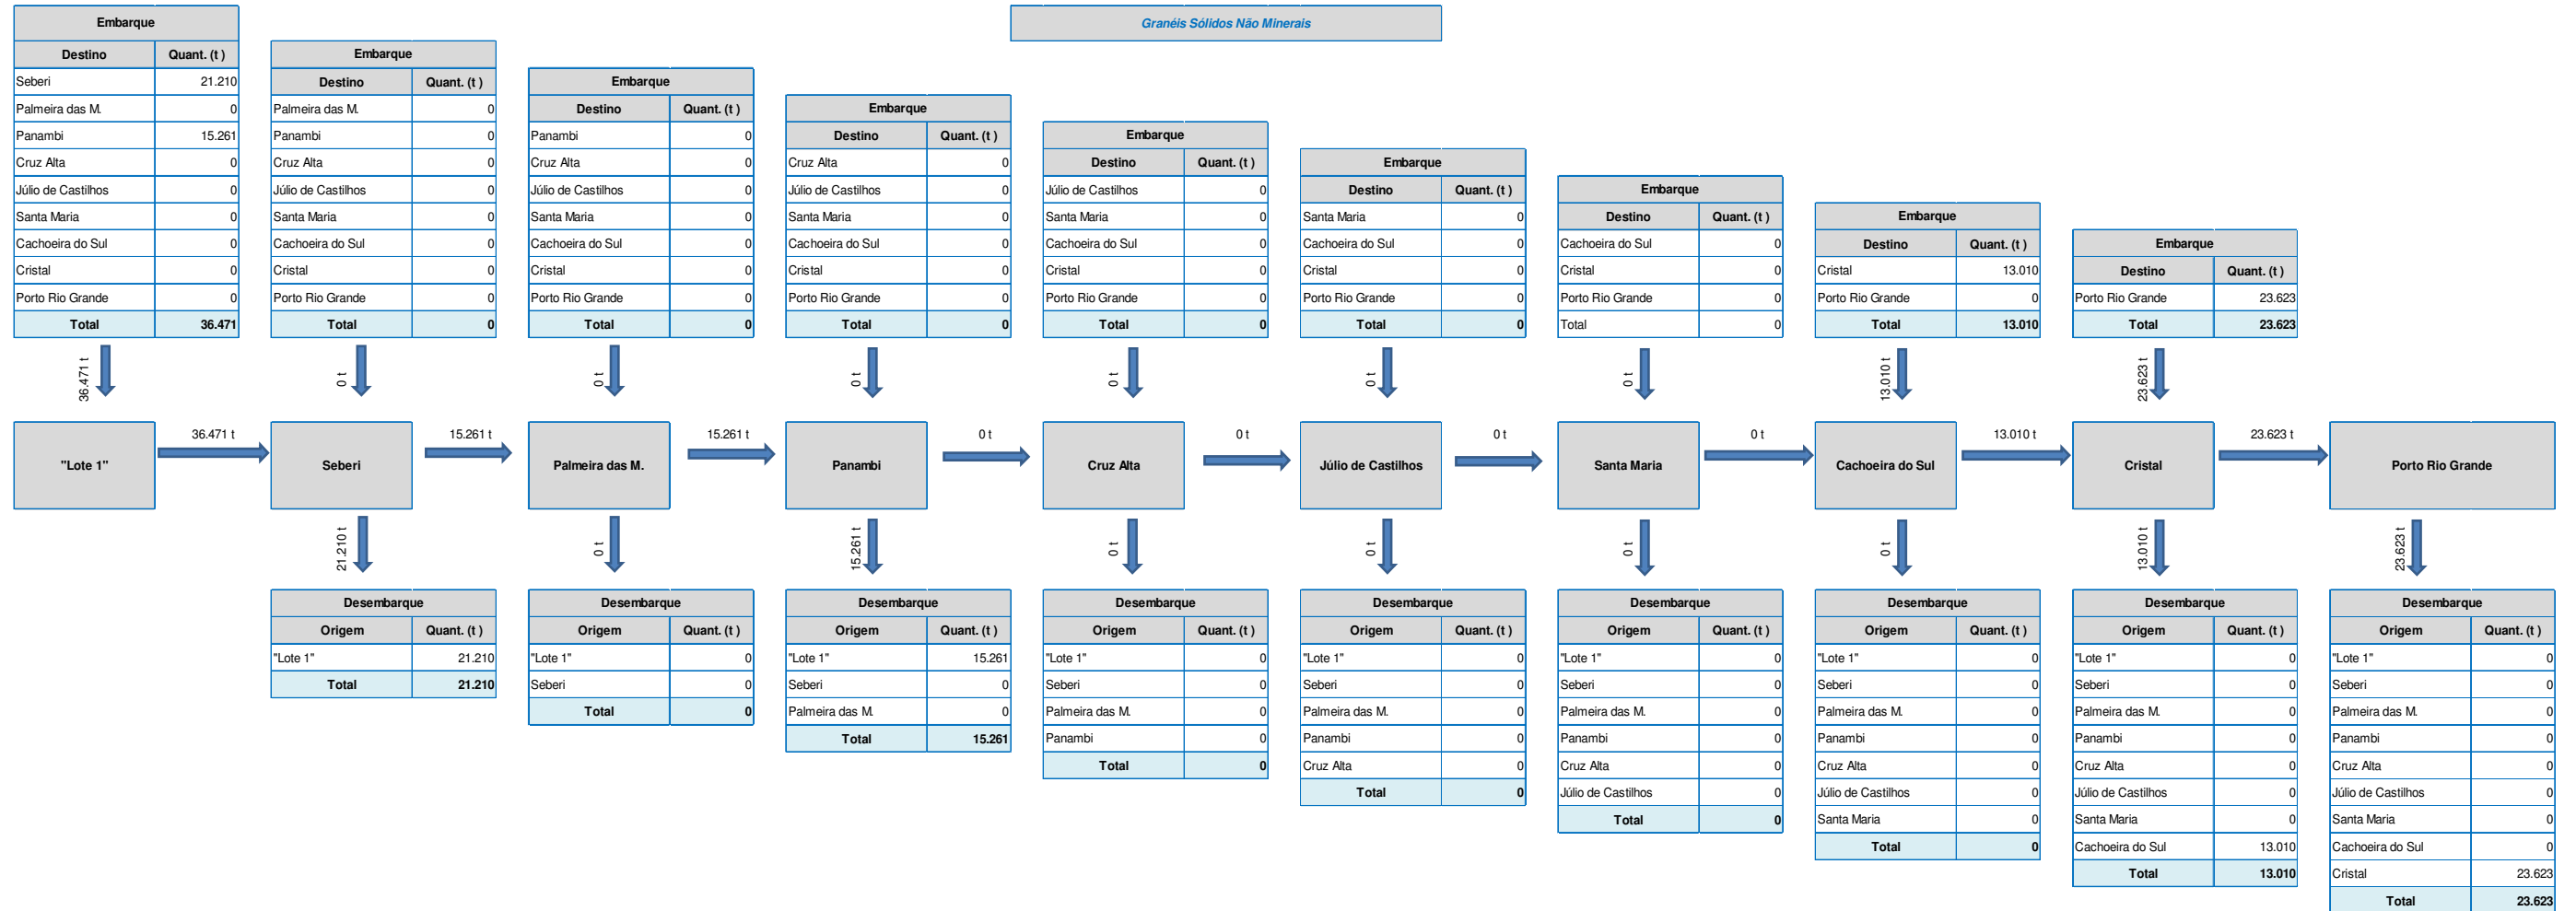 Granéis Sólidos Não Minerais
Embarque
Destino Quant. (t )
Seberi 21.210
Palmeira das M. 0
Panambi 15.261
Cruz Alta 0
Júlio de Castilhos 0
Santa Maria 0
Cachoeira do Sul 0
Cristal 0
Porto Rio Grande 0
Total 36.471
Embarque
Destino Quant. (t )
Palmeira das M. 0
Panambi 0
Cruz Alta 0
Júlio de Castilhos 0
Santa Maria 0
Cachoeira do Sul 0
Cristal 0
Porto Rio Grande 0
Total 0
Embarque
Destino Quant. (t )
Panambi 0
Cruz Alta 0
Júlio de Castilhos 0
Santa Maria 0
Cachoeira do Sul 0
Cristal 0
Porto Rio Grande 0
Total 0
Embarque
Destino Quant. (t )
Cruz Alta 0
Júlio de Castilhos 0
Santa Maria 0
Cachoeira do Sul 0
Cristal 0
Porto Rio Grande 0
Total 0
Embarque
Destino Quant. (t )
Júlio de Castilhos 0
Santa Maria 0
Cachoeira do Sul 0
Cristal 0
Porto Rio Grande 0
Total 0
Embarque
Destino Quant. (t )
Santa Maria 0
Cachoeira do Sul 0
Cristal 0
Porto Rio Grande 0
Total 0
Embarque
Destino Quant. (t )
Cachoeira do Sul 0
Cristal 0
Porto Rio Grande 0
Total 0
Embarque
Destino Quant. (t )
Cristal 13.010
Porto Rio Grande 0
Total 13.010
Embarque
Destino Quant. (t )
Porto Rio Grande 23.623
Total 23.623
36.471 t
0 t
0 t
0 t
0 t
0 t
0 t
13.010 t
23.623 t
"Lote 1"
36.471 t
Seberi
15.261 t
Palmeira das M.
15.261 t
Panambi
0 t
Cruz Alta
0 t
Júlio de Castilhos
0 t
Santa Maria
0 t
Cachoeira do Sul
13.010 t
Cristal
23.623 t
Porto Rio Grande
21.210 t
0 t
15.261 t
0 t
0 t
0 t
0 t
13.010 t
23.623 t
Desembarque
Origem Quant. (t )
"Lote 1" 21.210
Total 21.210
Desembarque
Origem Quant. (t )
"Lote 1" 0
Seberi 0
Total 0
Desembarque
Origem Quant. (t )
"Lote 1" 15.261
Seberi 0
Palmeira das M. 0
Total 15.261
Desembarque
Origem Quant. (t )
"Lote 1" 0
Seberi 0
Palmeira das M. 0
Panambi 0
Total 0
Desembarque
Origem Quant. (t )
"Lote 1" 0
Seberi 0
Palmeira das M. 0
Panambi 0
Cruz Alta 0
Total 0
Desembarque
Origem Quant. (t )
"Lote 1" 0
Seberi 0
Palmeira das M. 0
Panambi 0
Cruz Alta 0
Júlio de Castilhos 0
Total 0
Desembarque
Origem Quant. (t )
"Lote 1" 0
Seberi 0
Palmeira das M. 0
Panambi 0
Cruz Alta 0
Júlio de Castilhos 0
Santa Maria 0
Total 0
Desembarque
Origem Quant. (t )
"Lote 1" 0
Seberi 0
Palmeira das M. 0
Panambi 0
Cruz Alta 0
Júlio de Castilhos 0
Santa Maria 0
Cachoeira do Sul 13.010
Total 13.010
Desembarque
Origem Quant. (t )
"Lote 1" 0
Seberi 0
Palmeira das M. 0
Panambi 0
Cruz Alta 0
Júlio de Castilhos 0
Santa Maria 0
Cachoeira do Sul 0
Cristal 23.623
Total 23.623